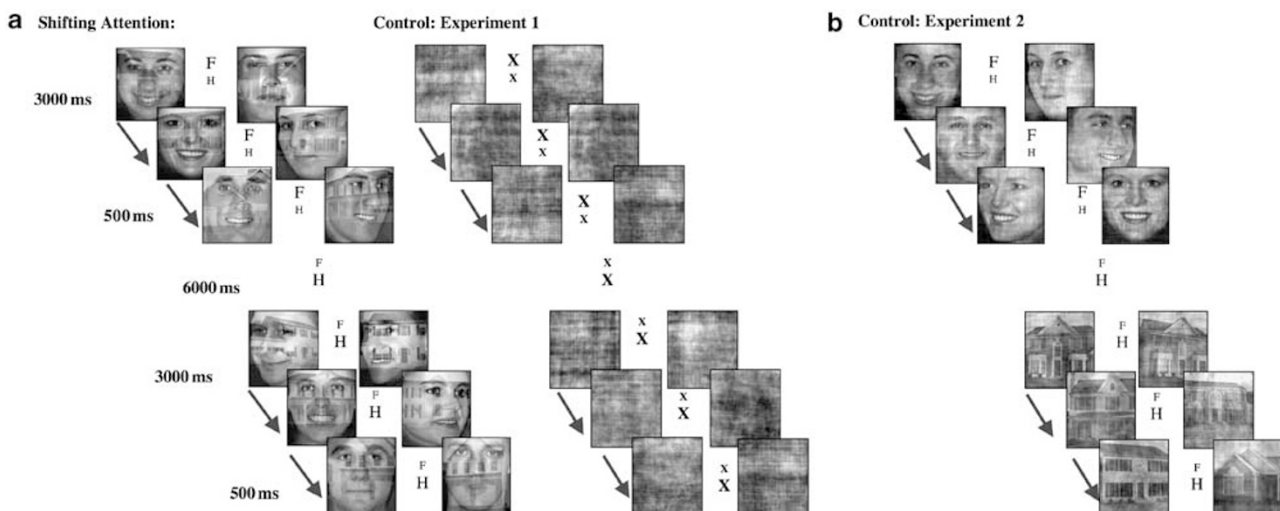 a Shifting Attention: Control: Experiment 1 b Control: Experiment 2
F X F
H x H
3000 ms
F X F
H x H
F X F
500 ms H x H
F x F
H X H
6000 ms
F x F
H X H
3000 ms
F x F
H X H
F x F
500 ms H X H